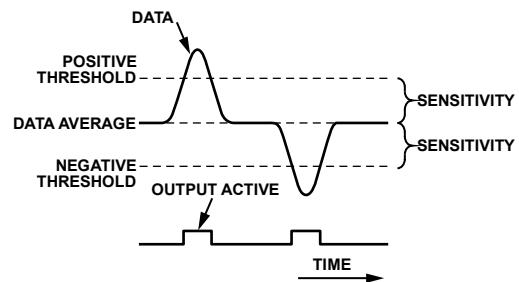 DATA
POSITIVE
THRESHOLD
SENSITIVITY
DATA AVERAGE
SENSITIVITY
NEGATIVE
THRESHOLD
OUTPUT ACTIVE
TIME